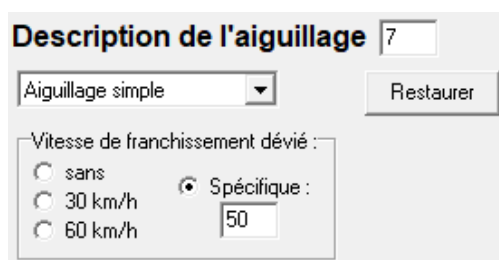 Description de l'aiguillage 7
Aiguillage simple Restaurer
Vitesse de franchissement dévié :
sans
Spécifique :
30 km/h
50
60 km/h